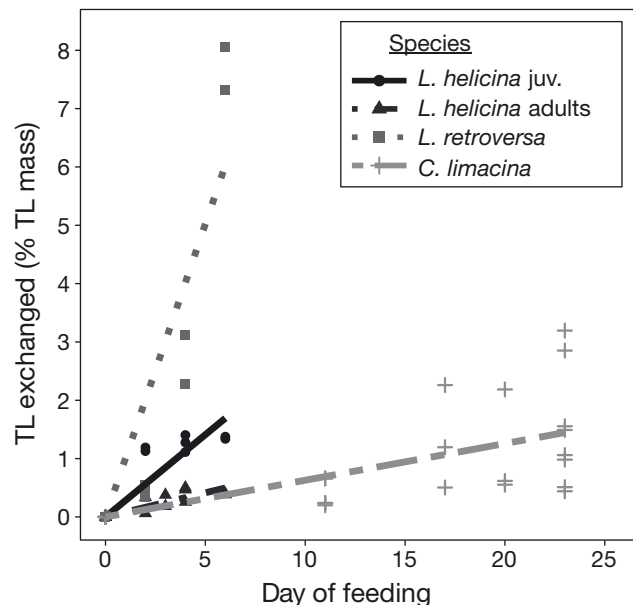 8
7
6
5
4
3
2
1
0
TL exchanged (% TL mass)
Species
L. helicina juv.
L. helicina adults
L. retroversa
C. limacina
0 5 10 15 20 25
Day of feeding